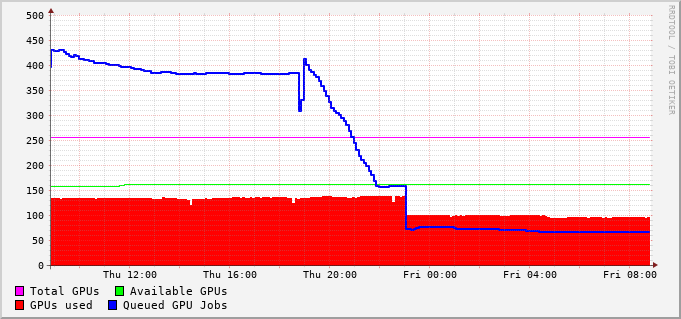 500
450
400
350
300
250
200
150
100
50
0
Thu 12:00 Thu 16:00 Thu 20:00 Fri 00:00 Fri 04:00 Fri 08:00
Total GPUs Available GPUs
GPUs used Queued GPU Jobs
RRDTOOL / TOBI OETIKER